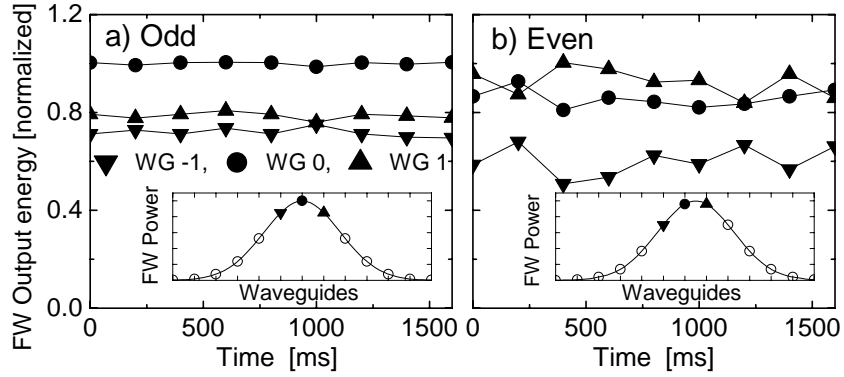 FW Output energy [normalized]
1.2
0.8
0.4
0.0
a) Odd
WG -1, WG 0, WG 1
FW Power
Waveguides
0 500 1000 1500
Time [ms]
b) Even
FW Power
Waveguides
0 500 1000 1500
Time [ms]